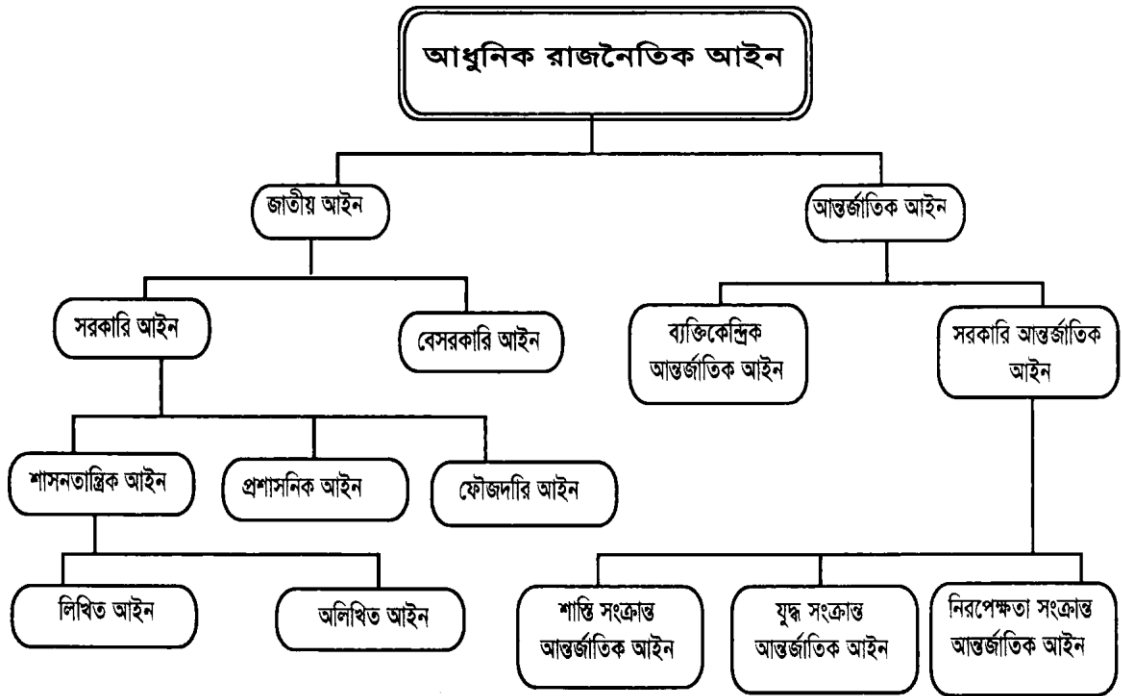 আধুনিক রাজনৈতিক আইন
জাতীয় আইন
আন্তর্জাতিক আইন
সরকারি আইন
বেসরকারি আইন
ব্যক্তিকেন্দ্রিক
আন্তর্জাতিক আইন
সরকারি আন্তর্জাতিক
আইন
শাসনতান্ত্রিক আইন
প্রশাসনিক আইন
ফৌজদারি আইন
লিখিত আইন
অলিখিত আইন
শাস্তি সংক্রান্ত
আন্তর্জাতিক আইন
যুদ্ধ সংক্রান্ত
আন্তর্জাতিক আইন
নিরপেক্ষতা সংক্রান্ত
আন্তর্জাতিক আইন